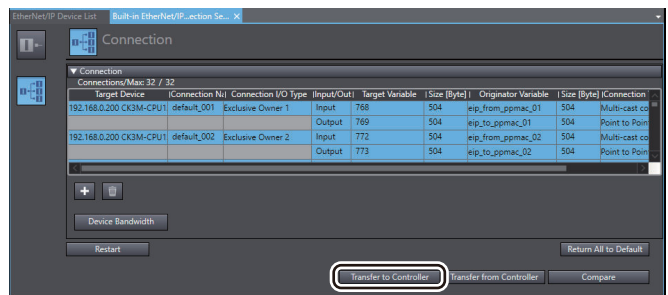 EtherNet/IP Device List Built-in EtherNet/IP...ection Se... X
Connection
▼ Connection
Connections/Max: 32 / 32
Target Device |Connection Na| Connection I/O Type |Input/Out| Target Variable |Size [Byte]| Originator Variable |Size [Byte]|Connection
192.168.0.200 CK3M-CPU1 default_001 Exclusive Owner 1 Input 768 504 eip_from_ppmac_01 504 Multi-cast co
Output 769 504 eip_to_ppmac_01 504 Point to Poin
192.168.0.200 CK3M-CPU1 default_002 Exclusive Owner 2 Input 772 504 eip_from_ppmac_02 504 Multi-cast co
Output 773 504 eip_to_ppmac_02 504 Point to Poin
+
Device Bandwidth
Restart Return All to Default
Transfer to Controller Transfer from Controller Compare